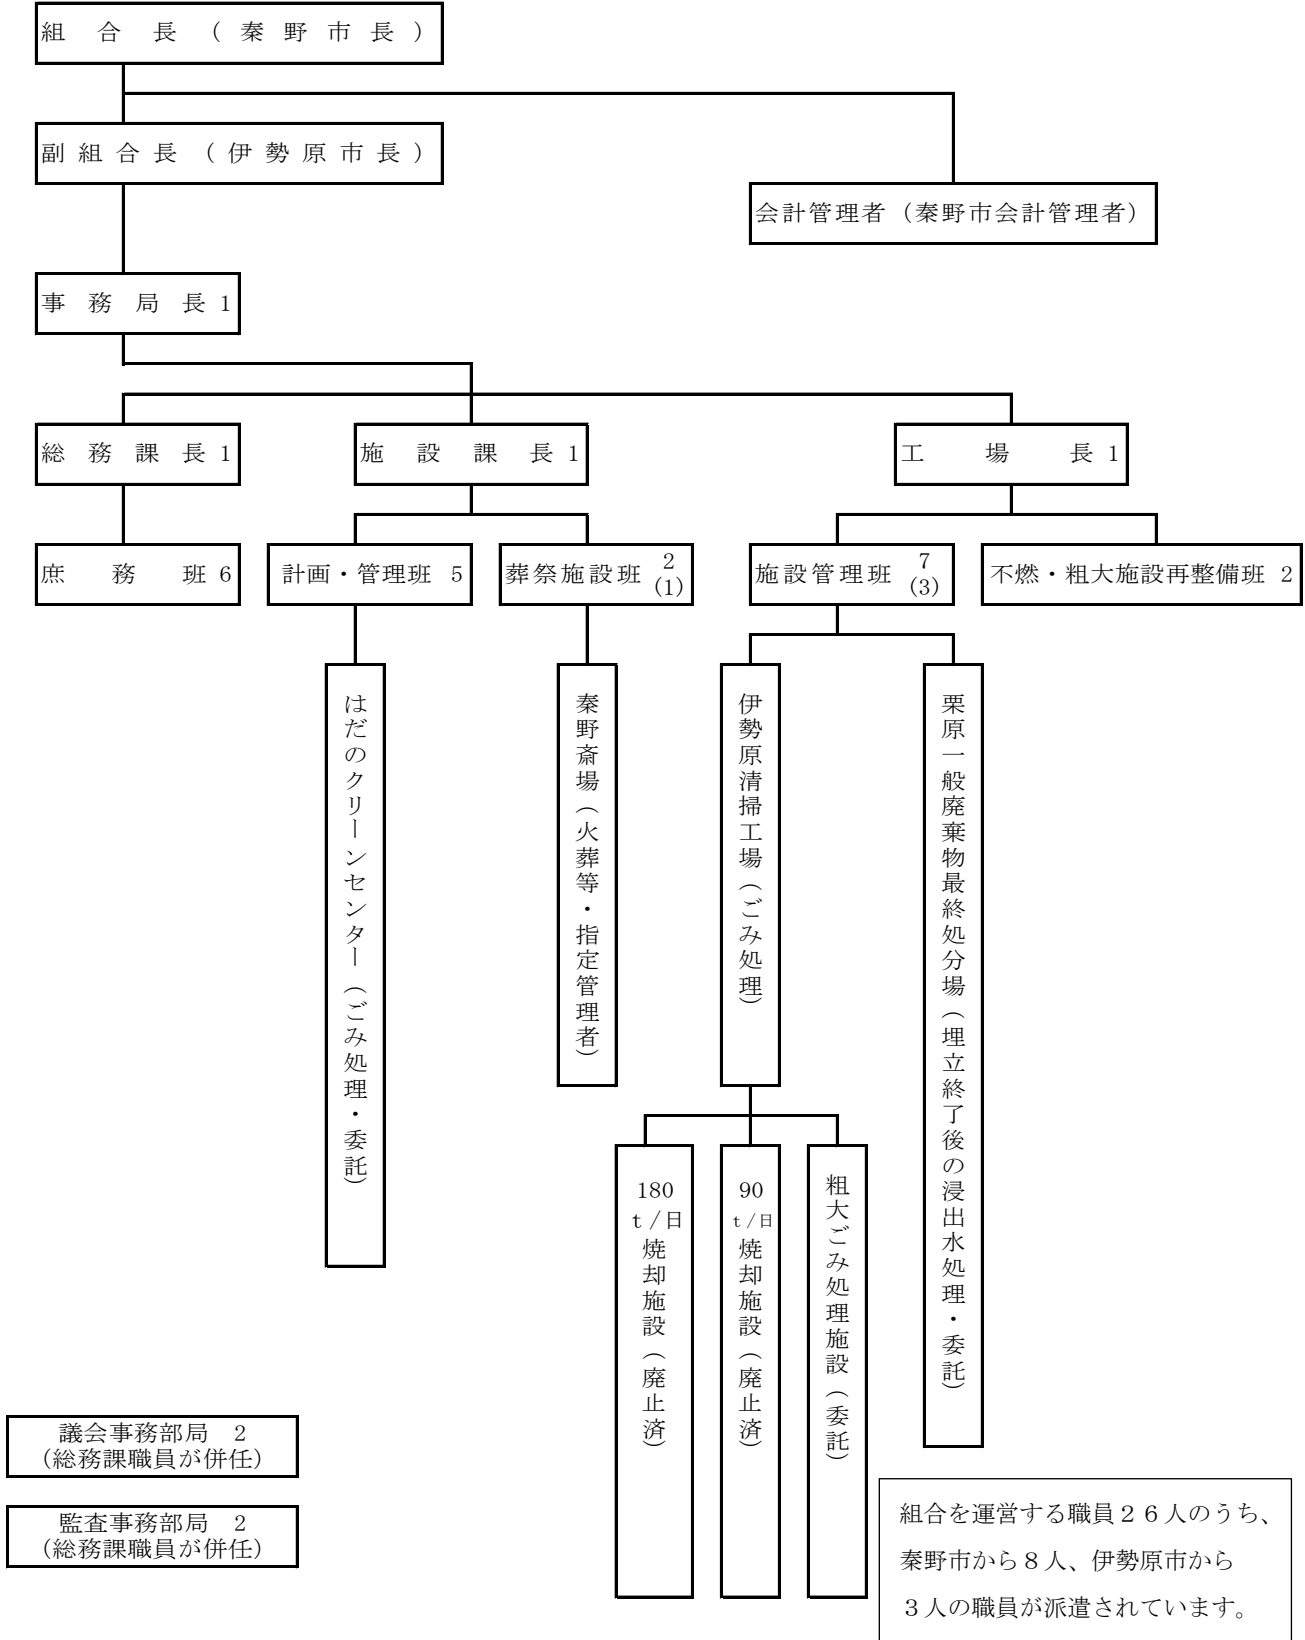 組合長（秦野市長）
副組合長（伊勢原市長）
会計管理者（秦野市会計管理者）
事務局長 1
総務課長 1
施設課長 1
工場長 1
庶務班 6
計画・管理班 5
葬祭施設班 2
(1)
施設管理班 7
(3)
不燃・粗大施設再整備班 2
はだのクリーンセンター（ごみ処理・委託）
秦野斎場（火葬等・指定管理者）
伊勢原清掃工場（ごみ処理）
栗原一般廃棄物最終処分場（埋立終了後の浸出水処理・委託）
180
ｔ/日
焼却施設（廃止済）
90
ｔ/日
焼却施設（廃止済）
粗大ごみ処理施設（委託）
議会事務部局 2
（総務課職員が併任）
監査事務部局 2
（総務課職員が併任）
組合を運営する職員２６人のうち、
秦野市から８人、伊勢原市から
３人の職員が派遣されています。